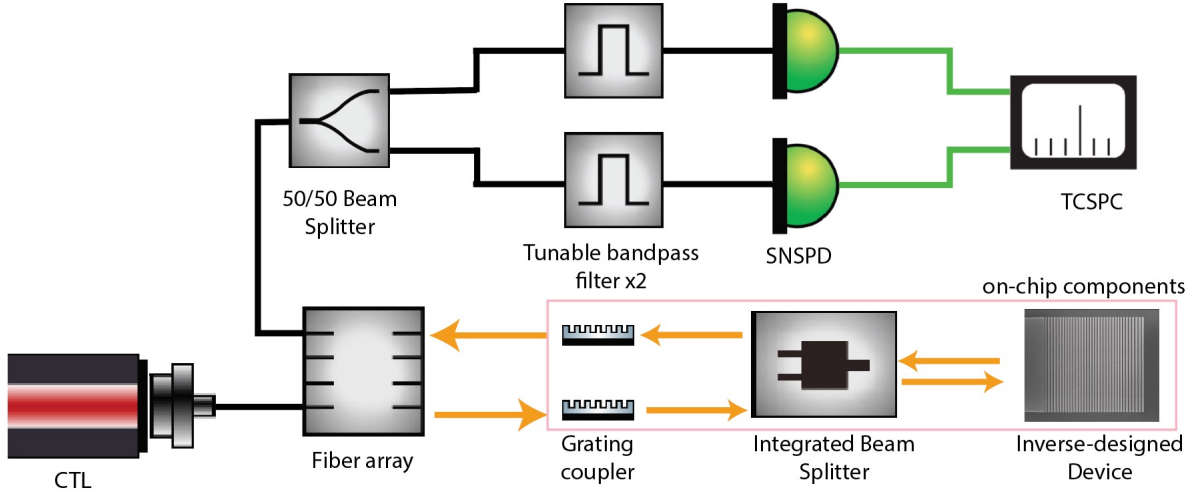 50/50 Beam
Splitter
Tunable bandpass
filter x2
SNSPD
TCSPC
on-chip components
CTL
Fiber array
Grating
coupler
Integrated Beam
Splitter
Inverse-designed
Device